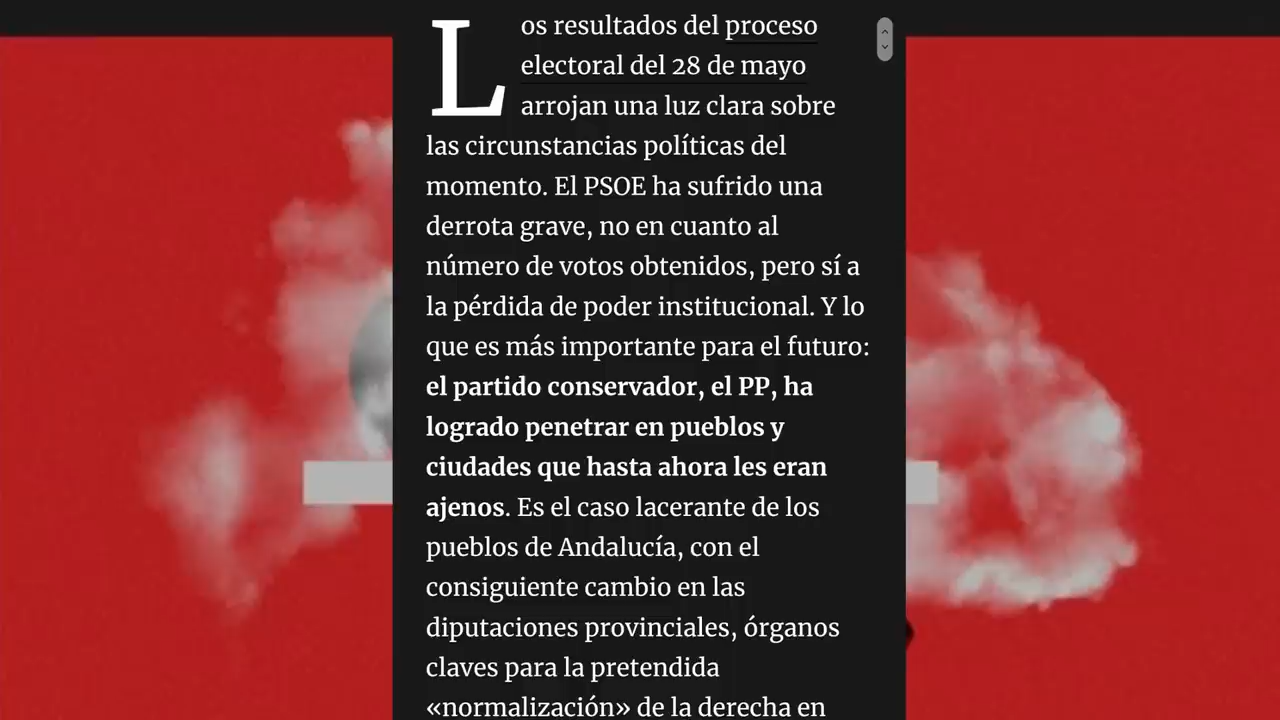 Los resultados del proceso
electoral del 28 de mayo
arrojan una luz clara sobre
las circunstancias políticas del
momento. El PSOE ha sufrido una
derrota grave, no en cuanto al
número de votos obtenidos, pero sí a
la pérdida de poder institucional. Y lo
que es más importante para el futuro:
el partido conservador, el PP, ha
logrado penetrar en pueblos y
ciudades que hasta ahora les eran
ajenos. Es el caso lacerante de los
pueblos de Andalucía, con el
consiguiente cambio en las
diputaciones provinciales, órganos
claves para la pretendida
«normalización» de la derecha en